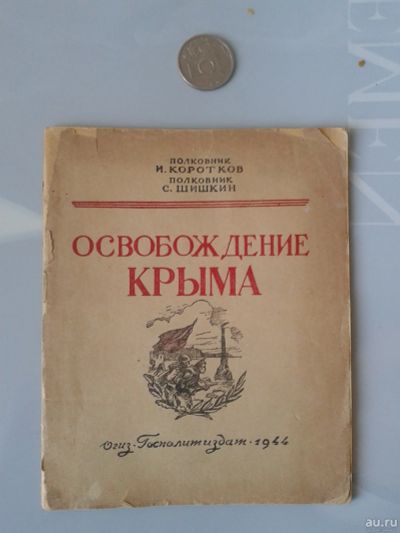 ПОЛКОВНИК
И. КОРОТКОВ
ПОЛКОВНИК
С. ШИШКИН
ОСВОБОЖДЕНИЕ
КРЫМА
Огиз · Госполитиздат · 1944
au.ru